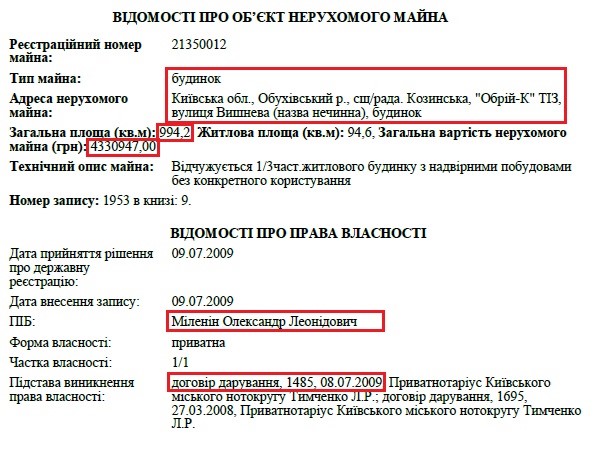 ВІДОМОСТІ ПРО ОБ’ЄКТ НЕРУХОМОГО МАЙНА
Реєстраційний номер майна: 21350012
Тип майна: будинок
Адреса нерухомого майна: Київська обл., Обухівський р., сщ/рада. Козинська, "Обрій-К" ТІЗ,
вулиця Вишнева (назва нечинна), будинок
Загальна площа (кв.м): 994,2 Житлова площа (кв.м): 94,6, Загальна вартість нерухомого
майна (грн): 4330947,00
Технічний опис майна: Відчужується 1/3част.житлового будинку з надвірними побудовами
без конкретного користування
Номер запису: 1953 в книзі: 9.
ВІДОМОСТІ ПРО ПРАВА ВЛАСНОСТІ
Дата прийняття рішення про державну реєстрацію: 09.07.2009
Дата внесення запису: 09.07.2009
ПІБ: Міленін Олександр Леонідович
Форма власності: приватна
Частка власності: 1/1
Підстава виникнення права власності: договір дарування, 1485, 08.07.2009, Приватнотаріус Київського
міського нотокругу Тимченко Л.Р.; договір дарування, 1695,
27.03.2008, Приватнотаріус Київського міського нотокругу Тимченко
Л.Р.